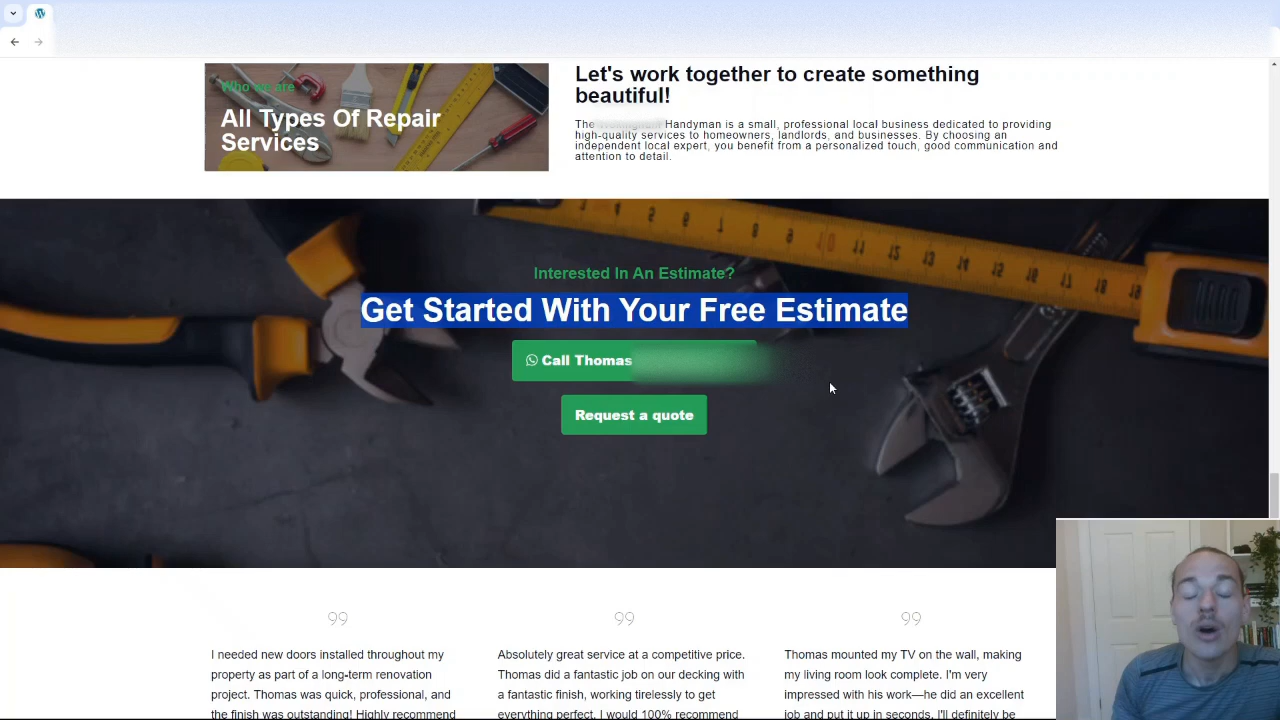 Who we are
All Types Of Repair
Services
Let's work together to create something
beautiful!
The Handyman is a small, professional local business dedicated to providing
high-quality services to homeowners, landlords, and businesses. By choosing an
independent local expert, you benefit from a personalized touch, good communication and
attention to detail.
Interested In An Estimate?
Get Started With Your Free Estimate
Call Thomas
Request a quote
I needed new doors installed throughout my
property as part of a long-term renovation
project. Thomas was quick, professional, and
the finish was outstanding! Highly recommend
Absolutely great service at a competitive price.
Thomas did a fantastic job on our decking with
a fantastic finish, working tirelessly to get
everything perfect. I would 100% recommend
Thomas mounted my TV on the wall, making
my living room look complete. I'm very
impressed with his work—he did an excellent
job and put it up in seconds. I'll definitely be